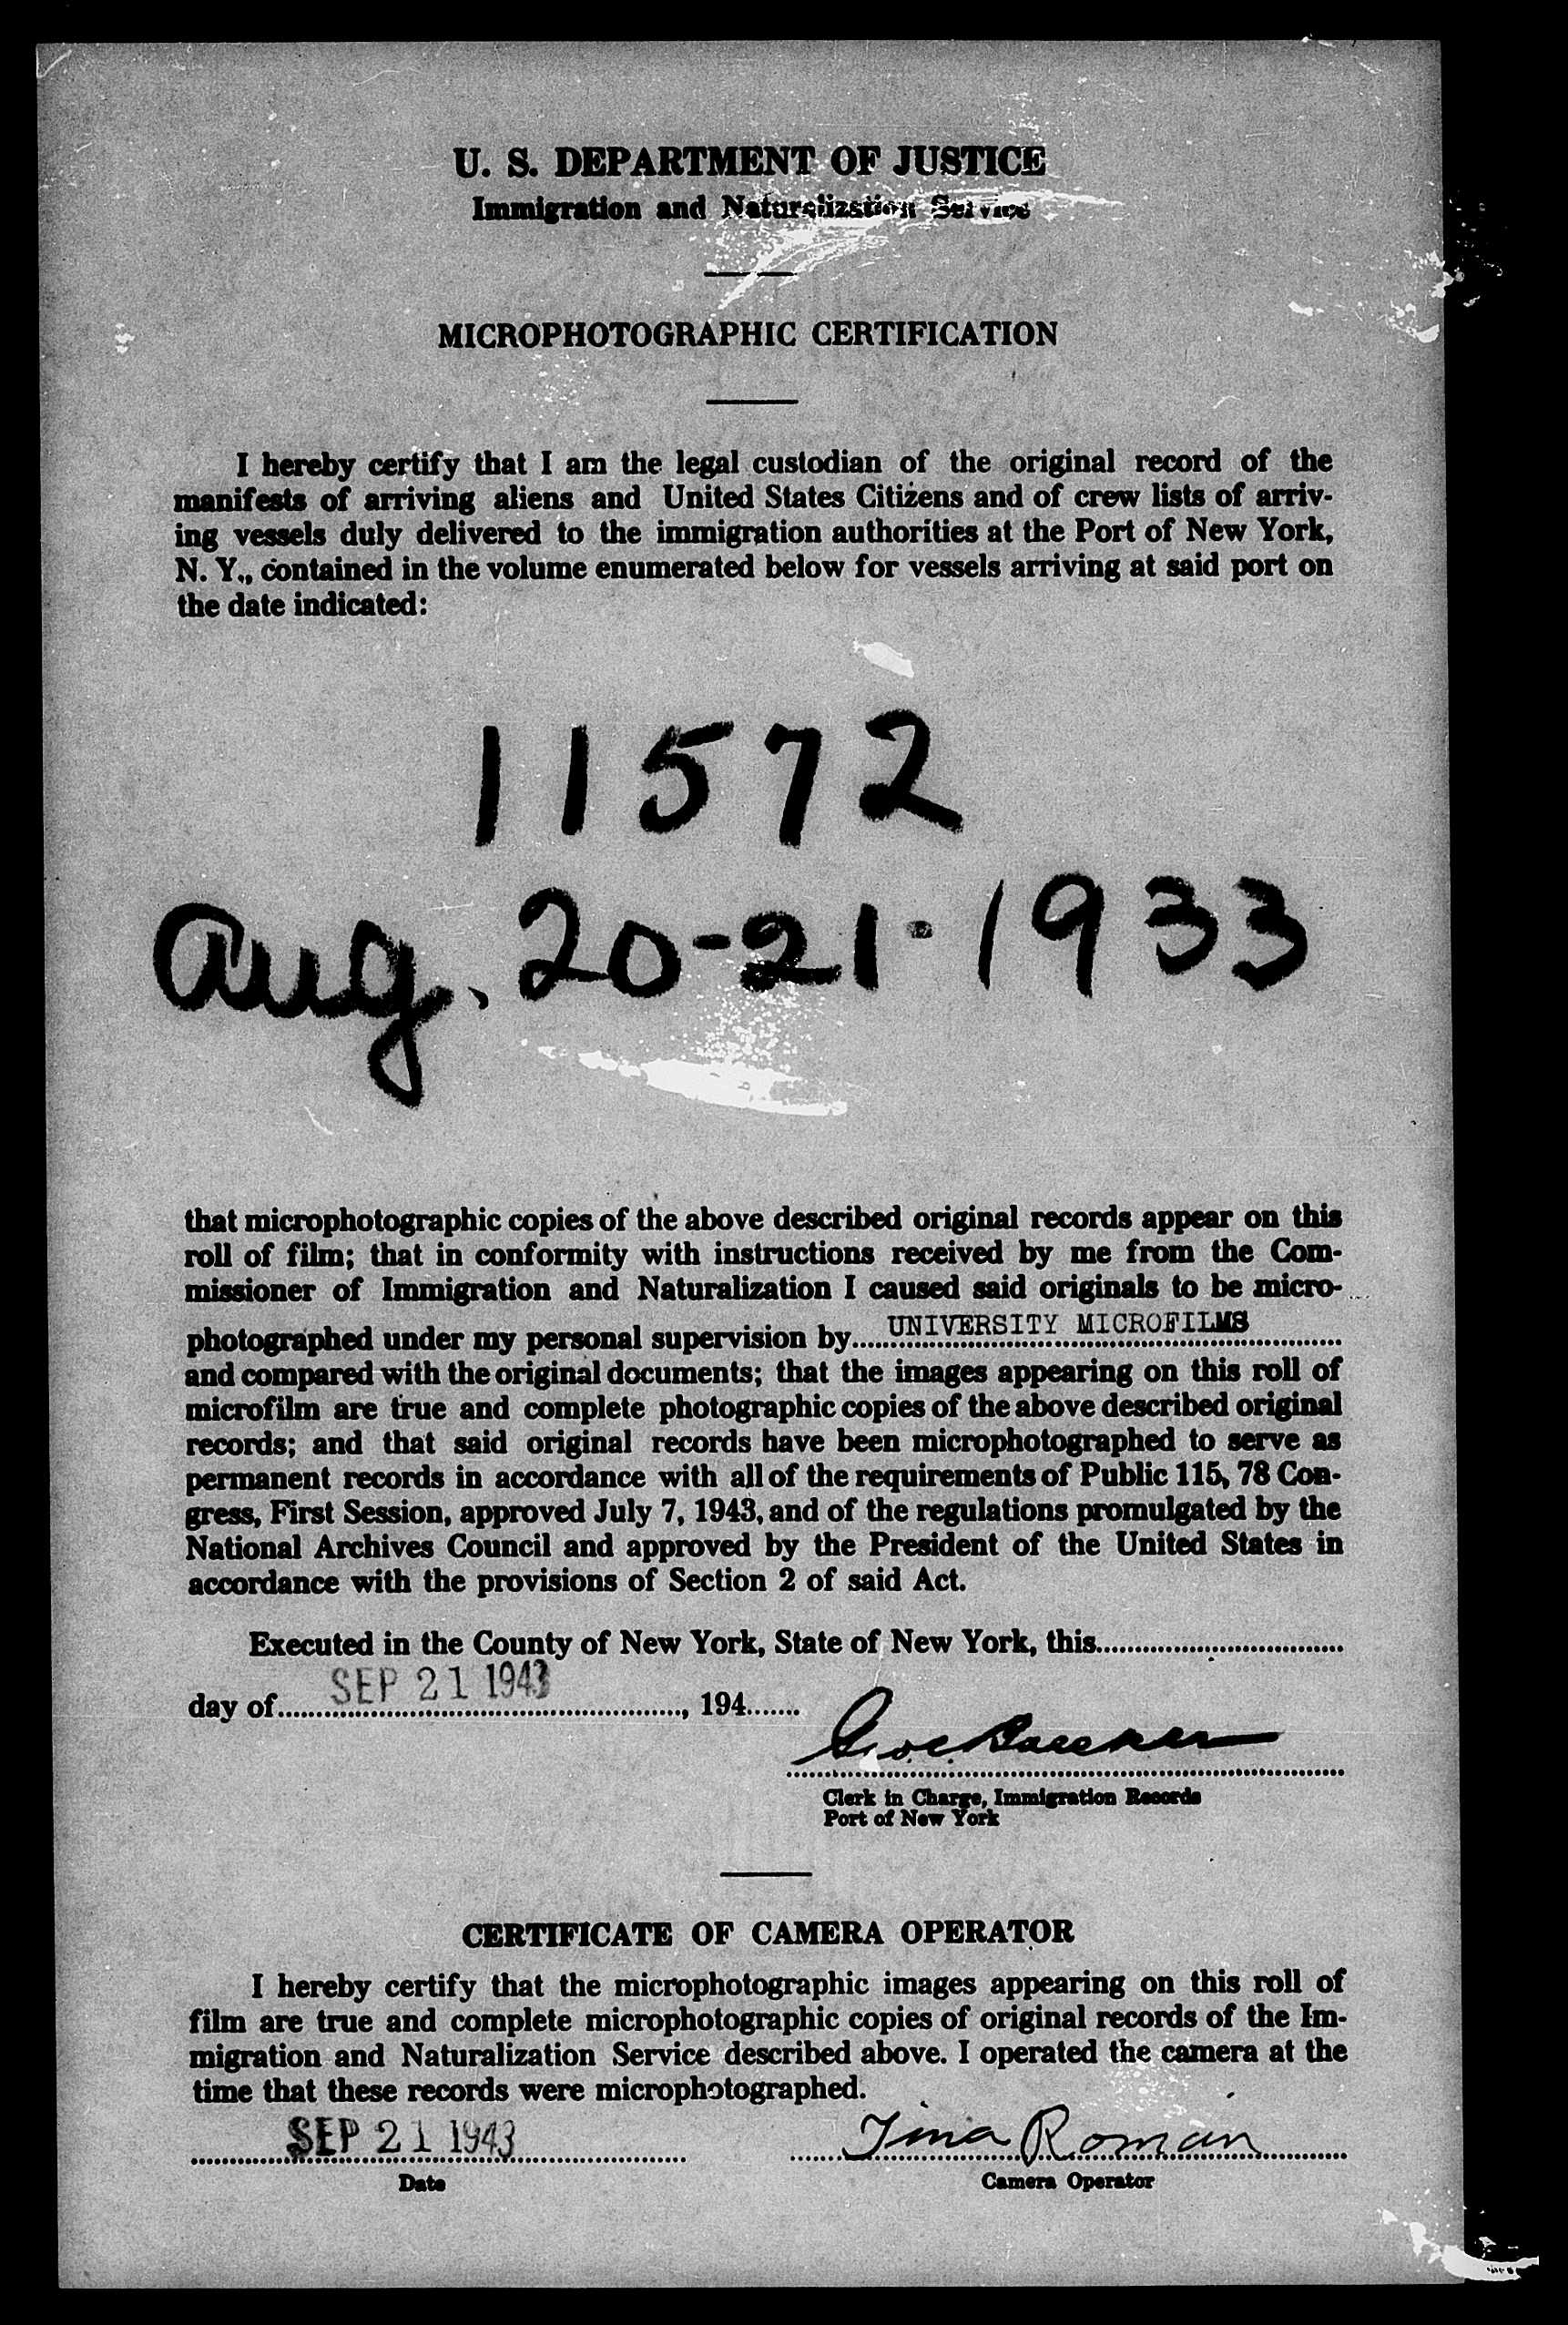 U. S. DEPARTMENT OF JUSTICE
Immigration and Naturalization Service
MICROPHOTOGRAPHIC CERTIFICATION
I hereby certify that I am the legal custodian of the original record of the
manifests of arriving aliens and United States Citizens and of crew lists of arriv-
ing vessels duly delivered to the immigration authorities at the Port of New York,
N. Y., contained in the volume enumerated below for vessels arriving at said port on
the date indicated:
11572
Aug. 20-21-1933
that microphotographic copies of the above described original records appear on this
roll of film; that in conformity with instructions received by me from the Com-
missioner of Immigration and Naturalization I caused said originals to be micro-
photographed under my personal supervision by UNIVERSITY MICROFILMS
and compared with the original documents; that the images appearing on this roll of
microfilm are true and complete photographic copies of the above described original
records; and that said original records have been microphotographed to serve as
permanent records in accordance with all of the requirements of Public 115, 78 Con-
gress, First Session, approved July 7, 1943, and of the regulations promulgated by the
National Archives Council and approved by the President of the United States in
accordance with the provisions of Section 2 of said Act.
Executed in the County of New York, State of New York, this
day of SEP 21 1943, 194
Clerk in Charge, Immigration Records
Port of New York
CERTIFICATE OF CAMERA OPERATOR
I hereby certify that the microphotographic images appearing on this roll of
film are true and complete microphotographic copies of original records of the Im-
migration and Naturalization Service described above. I operated the camera at the
time that these records were microphotographed.
SEP 21 1943 Tina Roman
Date Camera Operator